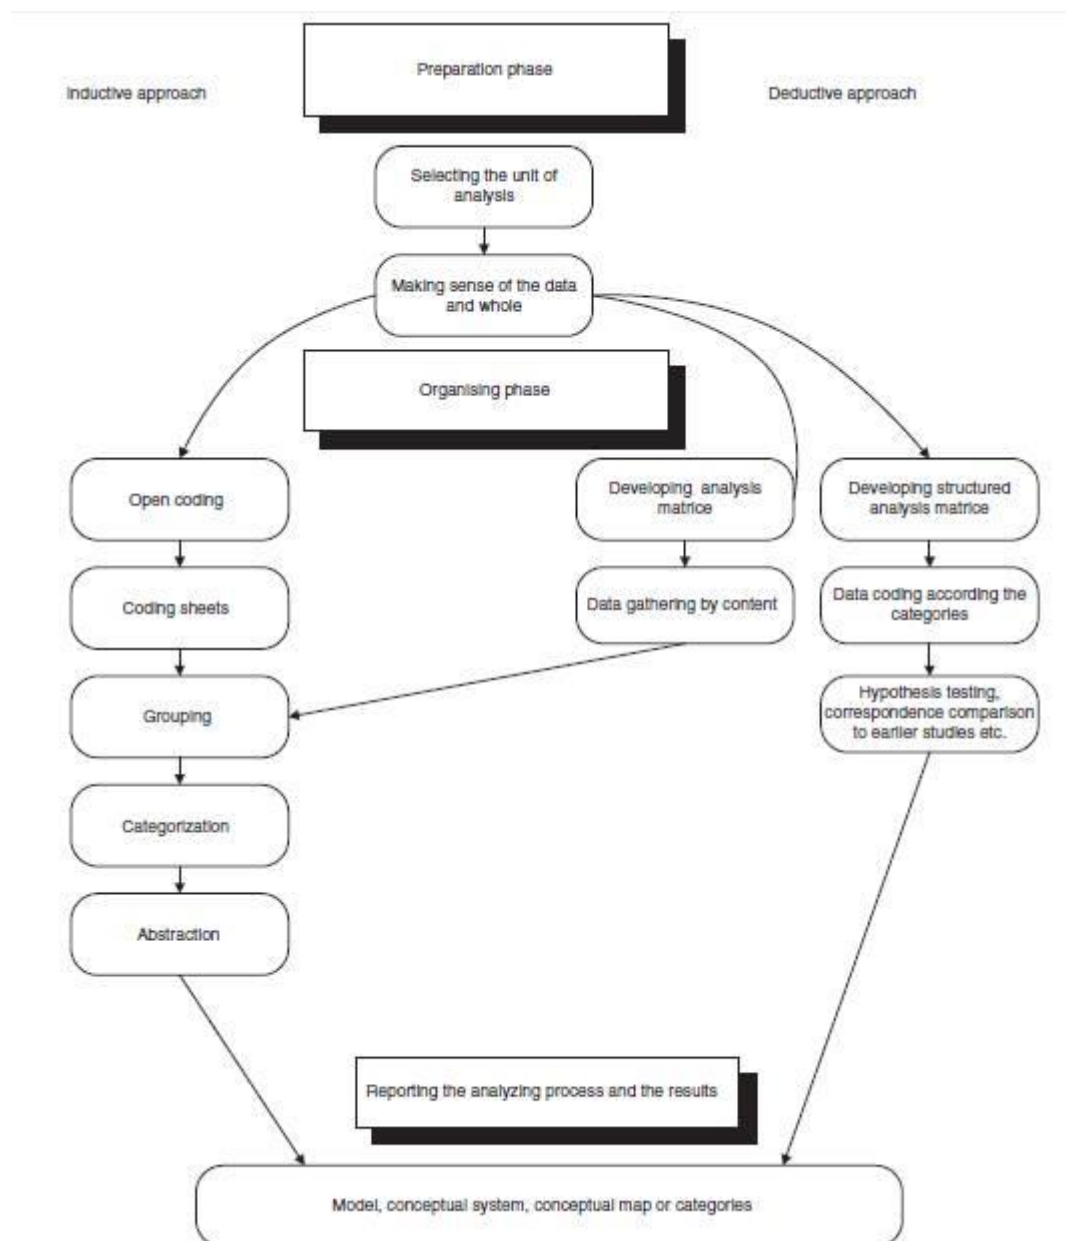 Preparation phase
Inductive approach
Deductive approach
Selecting the unit of
analysis
Making sense of the data
and whole
Organising phase
Open coding
Developing analysis
matrice
Developing structured
analysis matrice
Coding sheets
Data gathering by content
Data coding according the
categories
Grouping
Hypothesis testing,
correspondence comparison
to earlier studies etc.
Categorization
Abstraction
Reporting the analyzing process and the results
Model, conceptual system, conceptual map or categories